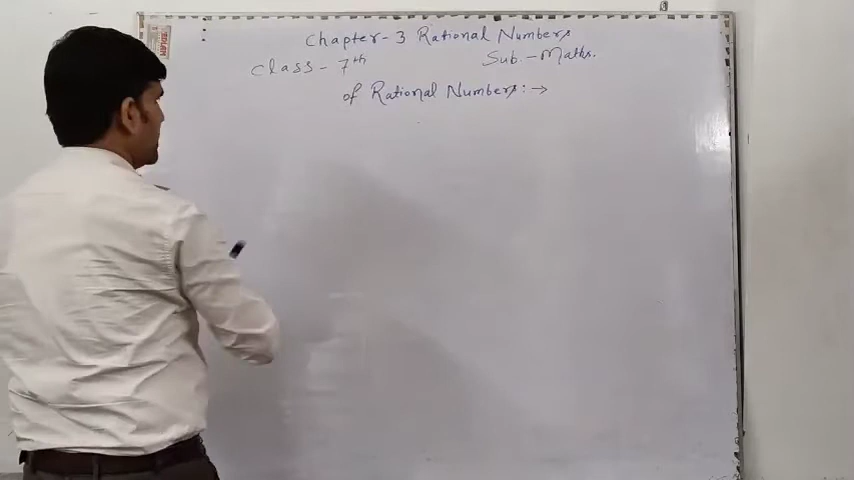 Chapter-3 Rational Numbers
Class- 7th
Sub.-Maths.
of Rational Numbers:→